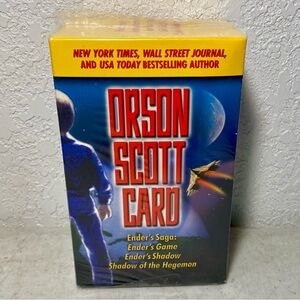 NEW YORK TIMES, WALL STREET JOURNAL,
AND USA TODAY BESTSELLING AUTHOR
ORSON
SCOTT
CARD
Ender's Saga:
Ender's Game
Ender's Shadow
Shadow of the Hegemon